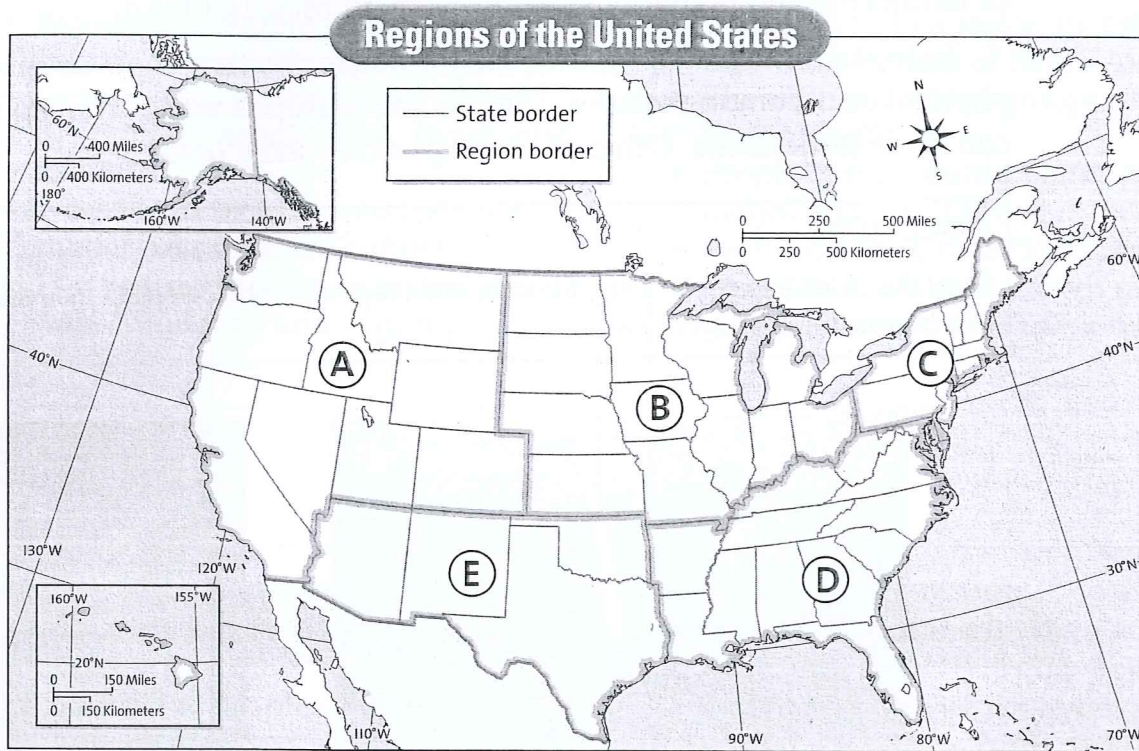 Regions of the United States
State border
Region border
60°N
0 400 Miles
0 400 Kilometers
180°
160°W
140°W
N
E
W
S
0 250 500 Miles
0 250 500 Kilometers
60°W
40°N
40°N
A
B
C
D
E
130°W
120°W
30°N
160°W
155°W
20°N
0 150 Miles
0 150 Kilometers
110°W
90°W
80°W
70°W